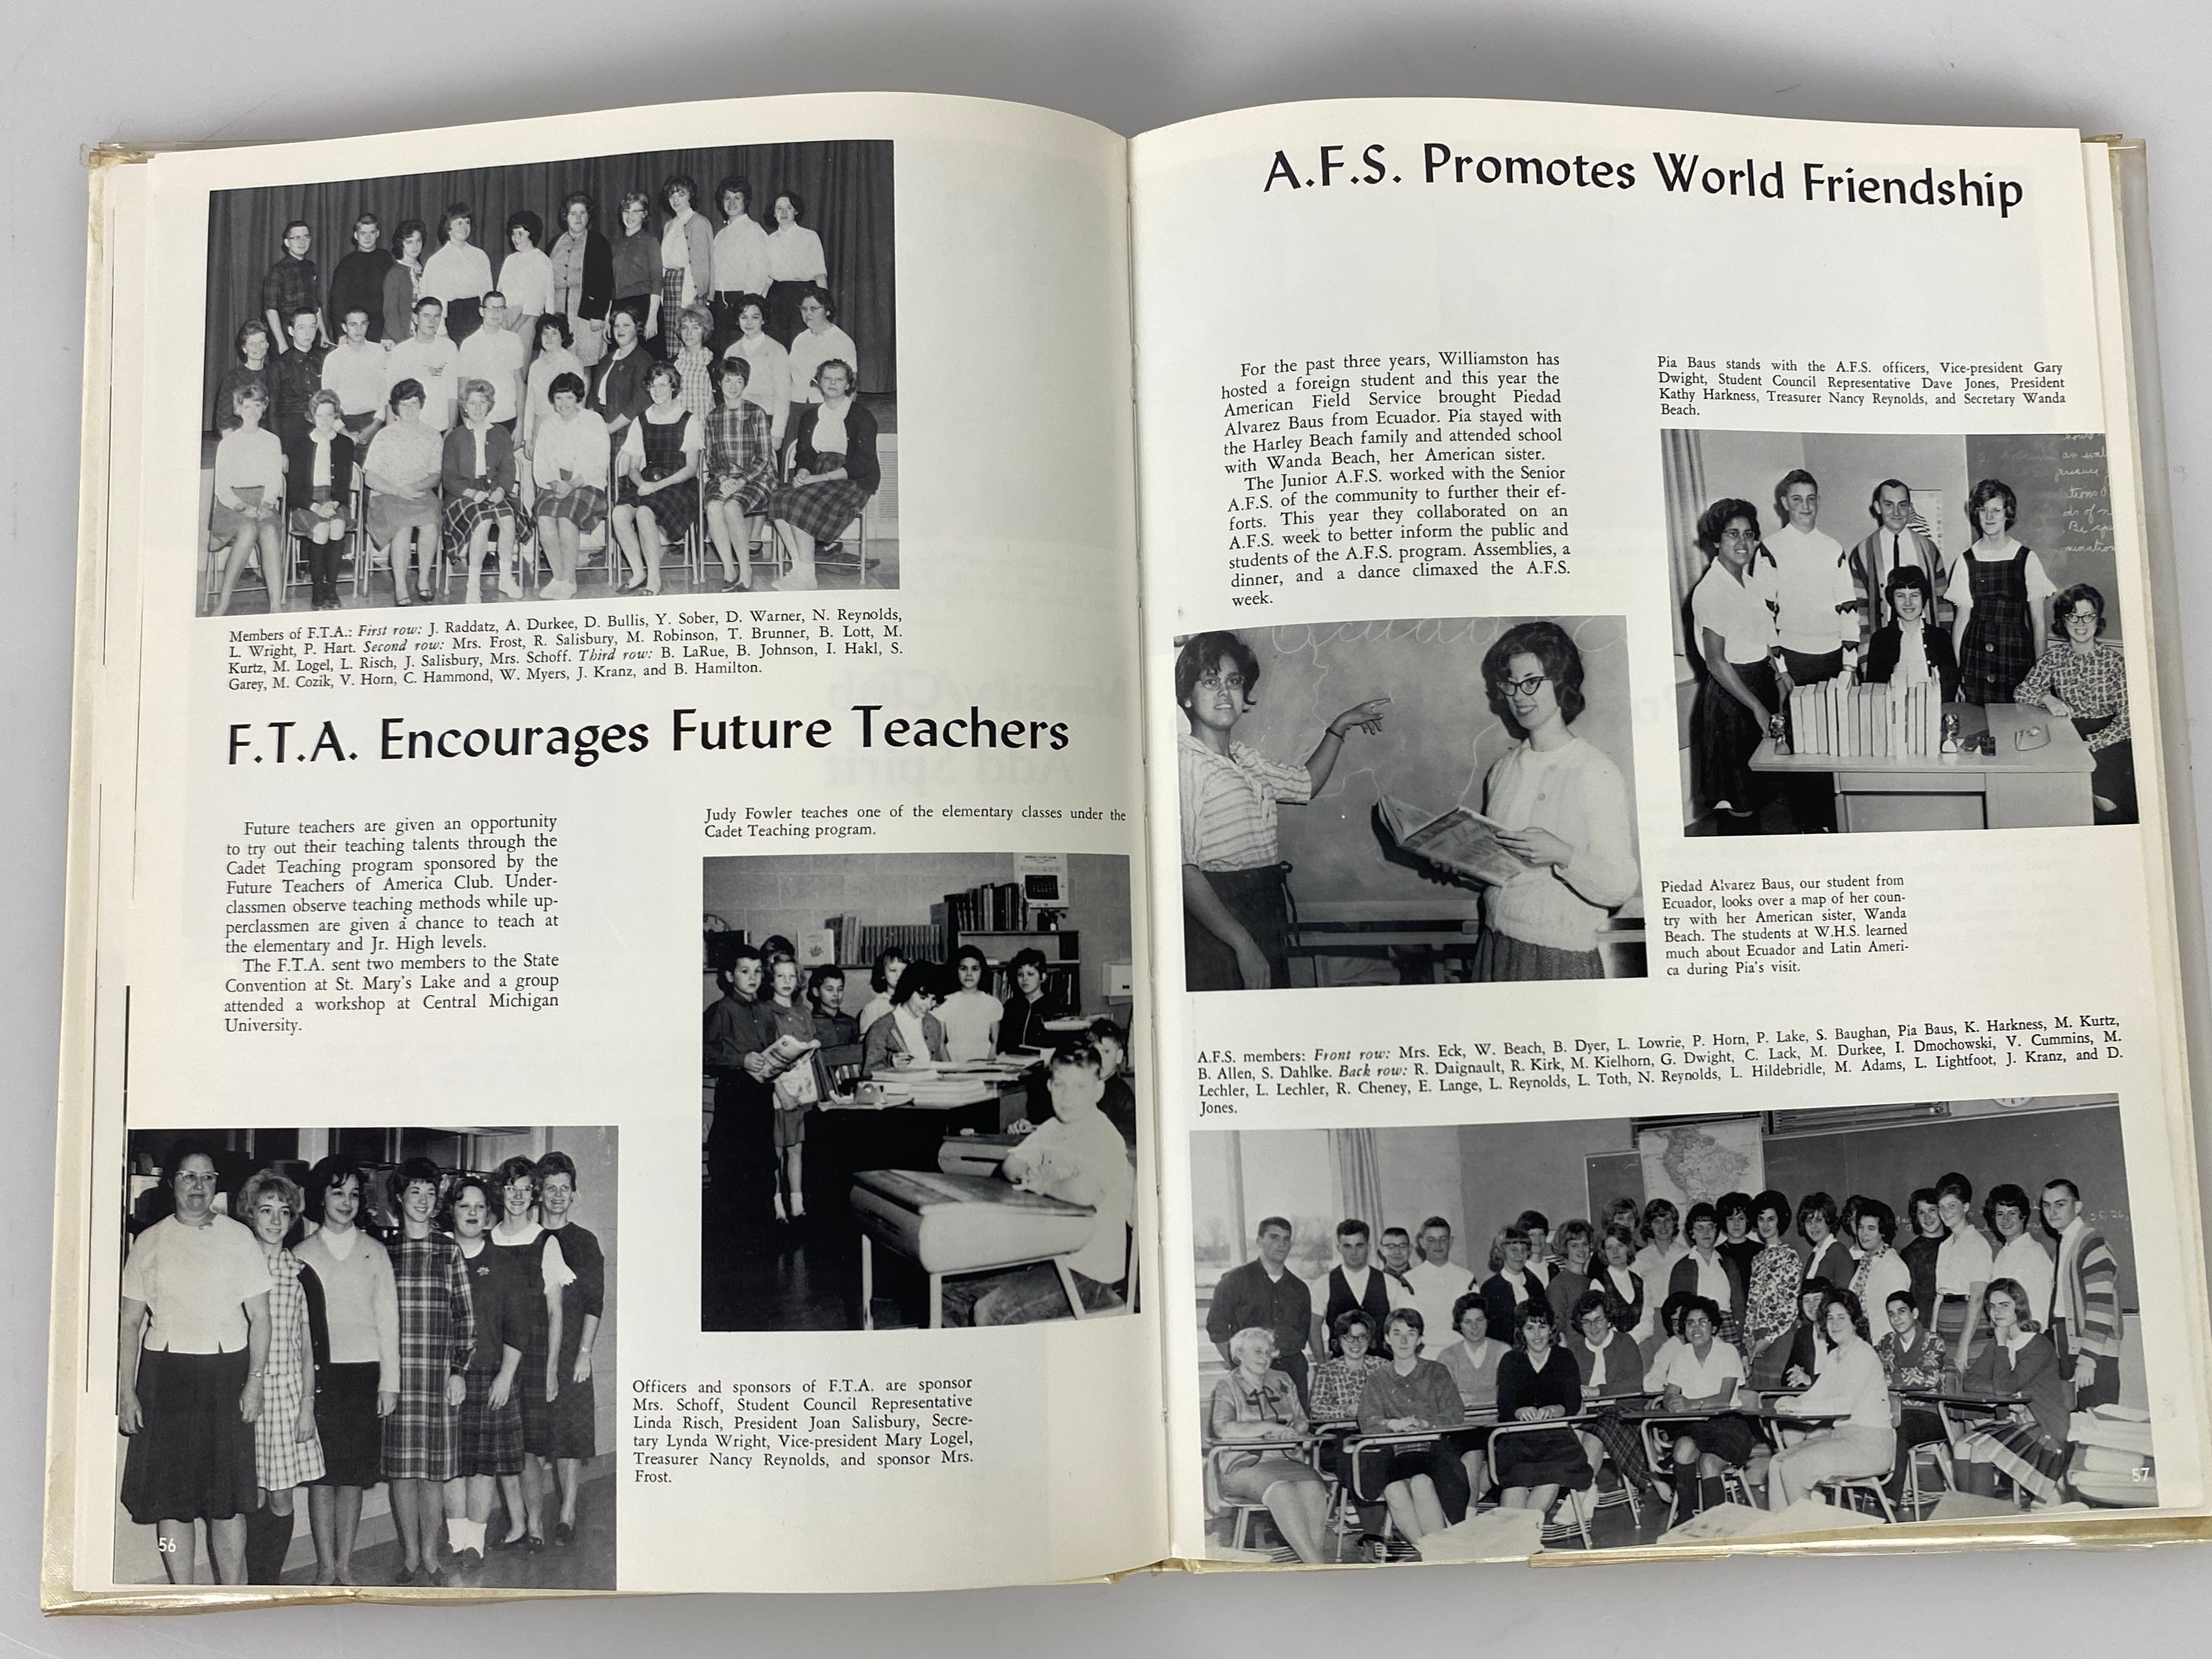 Members of F.T.A.: First row: J. Raddatz, A. Durkee, D. Bullis, Y. Sober, D. Warner, N. Reynolds,
L. Wright, P. Hart. Second row: Mrs. Frost, R. Salisbury, M. Robinson, T. Brunner, B. Lott, M.
Kurtz, M. Logel, L. Risch, J. Salisbury, Mrs. Schoff. Third row: B. LaRue, B. Johnson, I. Hakl, S.
Garey, M. Cozik, V. Horn, C. Hammond, W. Myers, J. Kranz, and B. Hamilton.
F.T.A. Encourages Future Teachers
Future teachers are given an opportunity
to try out their teaching talents through the
Cadet Teaching program sponsored by the
Future Teachers of America Club. Under-
classmen observe teaching methods while up-
perclassmen are given a chance to teach at
the elementary and Jr. High levels.
The F.T.A. sent two members to the State
Convention at St. Mary's Lake and a group
attended a workshop at Central Michigan
University.
Judy Fowler teaches one of the elementary classes under the
Cadet Teaching program.
Officers and sponsors of F.T.A. are sponsor
Mrs. Schoff, Student Council Representative
Linda Risch, President Joan Salisbury, Secre-
tary Lynda Wright, Vice-president Mary Logel,
Treasurer Nancy Reynolds, and sponsor Mrs.
Frost.
56
A.F.S. Promotes World Friendship
For the past three years, Williamston has
hosted a foreign student and this year the
American Field Service brought Piedad
Alvarez Baus from Ecuador. Pia stayed with
the Harley Beach family and attended school
with Wanda Beach, her American sister.
The Junior A.F.S. worked with the Senior
A.F.S. of the community to further their ef-
forts. This year they collaborated on an
A.F.S. week to better inform the public and
students of the A.F.S. program. Assemblies, a
dinner, and a dance climaxed the A.F.S.
week.
Pia Baus stands with the A.F.S. officers, Vice-president Gary
Dwight, Student Council Representative Dave Jones, President
Kathy Harkness, Treasurer Nancy Reynolds, and Secretary Wanda
Beach.
Piedad Alvarez Baus, our student from
Ecuador, looks over a map of her coun-
try with her American sister, Wanda
Beach. The students at W.H.S. learned
much about Ecuador and Latin Ameri-
ca during Pia's visit.
A.F.S. members: Front row: Mrs. Eck, W. Beach, B. Dyer, L. Lowrie, P. Horn, P. Lake, S. Baughan, Pia Baus, K. Harkness, M. Kurtz,
B. Allen, S. Dahlke. Back row: R. Daignault, R. Kirk, M. Kielhorn, G. Dwight, C. Lack, M. Durkee, I. Dmochowski, V. Cummins, M.
Lechler, L. Lechler, R. Cheney, E. Lange, L. Reynolds, L. Toth, N. Reynolds, L. Hildebridle, M. Adams, L. Lightfoot, J. Kranz, and D.
Jones.
57